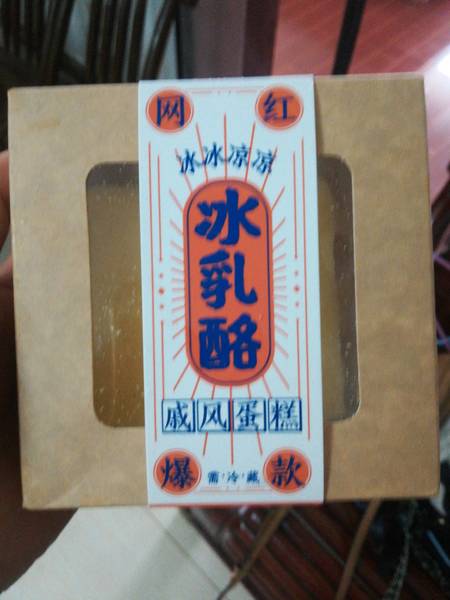 网红
冰冰凉凉
冰乳酪
戚风蛋糕
爆款
需·冷·藏